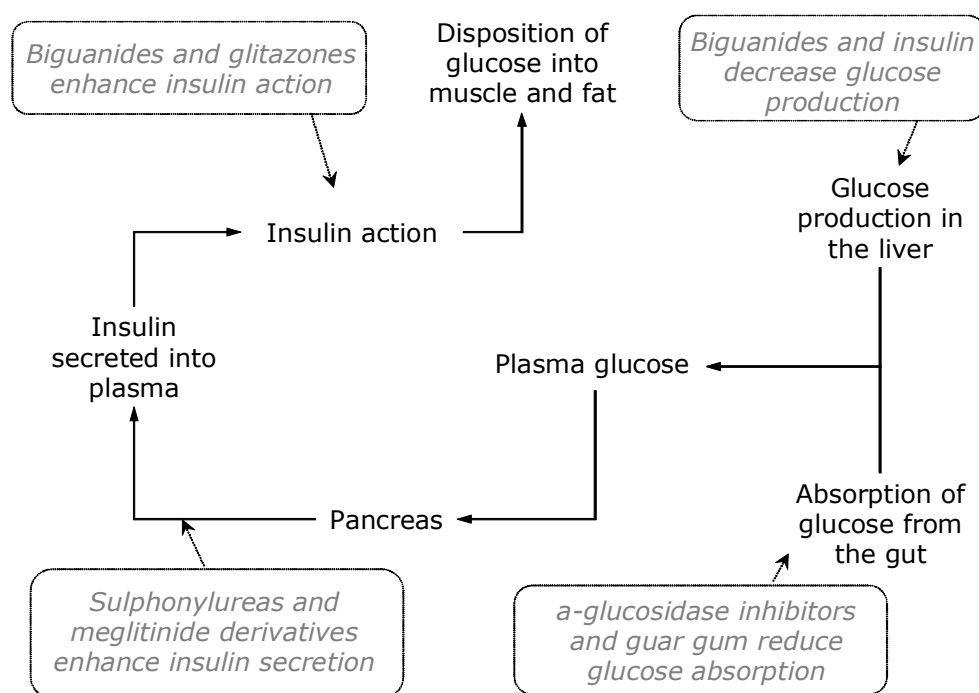 Biguanides and glitazones
enhance insulin action
Disposition of
glucose into
muscle and fat
Biguanides and insulin
decrease glucose
production
Insulin action
Glucose
production in
the liver
Insulin
secreted into
plasma
Plasma glucose
Pancreas
Absorption of
glucose from
the gut
Sulphonylureas and
meglitinide derivatives
enhance insulin secretion
a-glucosidase inhibitors
and guar gum reduce
glucose absorption